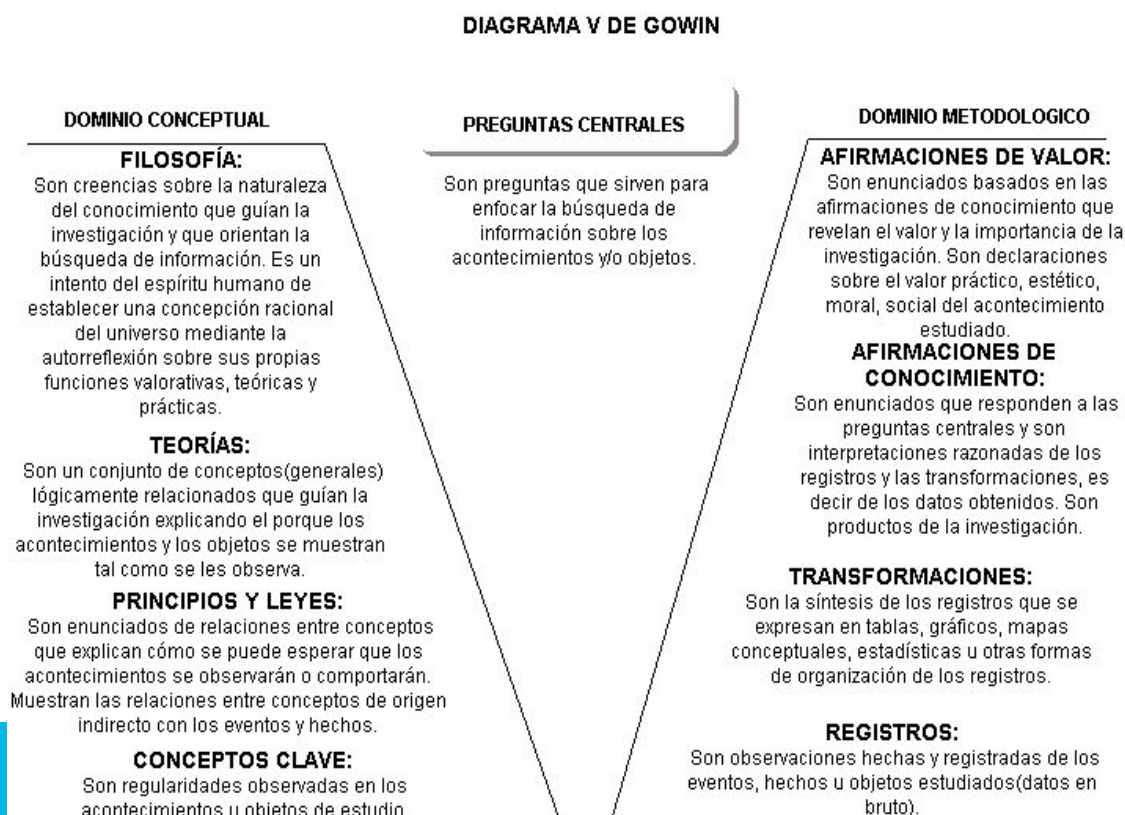 DIAGRAMA V DE GOWIN
DOMINIO CONCEPTUAL
FILOSOFÍA:
Son creencias sobre la naturaleza
del conocimiento que guían la
investigación y que orientan la
búsqueda de información. Es un
intento del espíritu humano de
establecer una concepción racional
del universo mediante la
autorreflexión sobre sus propias
funciones valorativas, teóricas y
prácticas.
TEORÍAS:
Son un conjunto de conceptos(generales)
lógicamente relacionados que guían la
investigación explicando el porque los
acontecimientos y los objetos se muestran
tal como se les observa.
PRINCIPIOS Y LEYES:
Son enunciados de relaciones entre conceptos
que explican cómo se puede esperar que los
acontecimientos se observarán o comportarán.
Muestran las relaciones entre conceptos de origen
indirecto con los eventos y hechos.
CONCEPTOS CLAVE:
Son regularidades observadas en los
acontecimientos u objetos de estudio
PREGUNTAS CENTRALES
Son preguntas que sirven para
enfocar la búsqueda de
información sobre los
acontecimientos y/o objetos.
DOMINIO METODOLOGICO
AFIRMACIONES DE VALOR:
Son enunciados basados en las
afirmaciones de conocimiento que
revelan el valor y la importancia de la
investigación. Son declaraciones
sobre el valor práctico, estético,
moral, social del acontecimiento
estudiado.
AFIRMACIONES DE
CONOCIMIENTO:
Son enunciados que responden a las
preguntas centrales y son
interpretaciones razonadas de los
registros y las transformaciones, es
decir de los datos obtenidos. Son
productos de la investigación.
TRANSFORMACIONES:
Son la síntesis de los registros que se
expresan en tablas, gráficos, mapas
conceptuales, estadísticas u otras formas
de organización de los registros.
REGISTROS:
Son observaciones hechas y registradas de los
eventos, hechos u objetos estudiados(datos en
bruto).